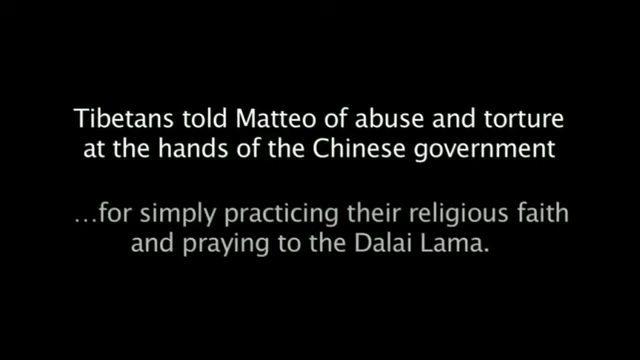 Tibetans told Matteo of abuse and torture
at the hands of the Chinese government
…for simply practicing their religious faith
and praying to the Dalai Lama.